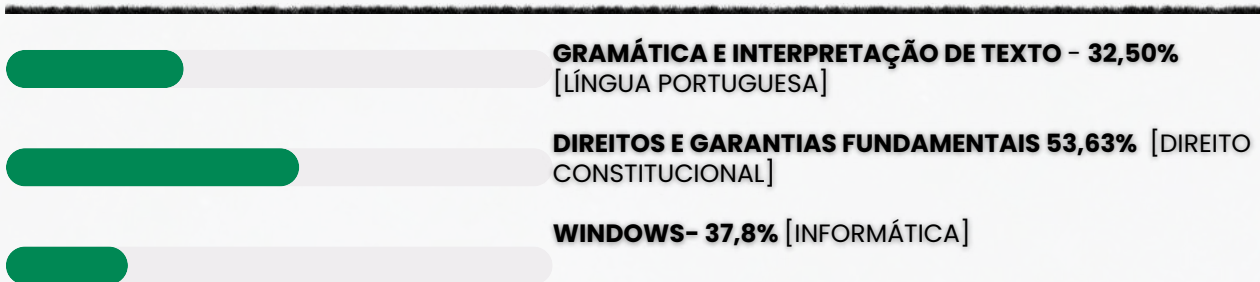 GRAMÁTICA E INTERPRETAÇÃO DE TEXTO - 32,50%
[LÍNGUA PORTUGUESA]
DIREITOS E GARANTIAS FUNDAMENTAIS 53,63% [DIREITO
CONSTITUCIONAL]
WINDOWS- 37,8% [INFORMÁTICA]